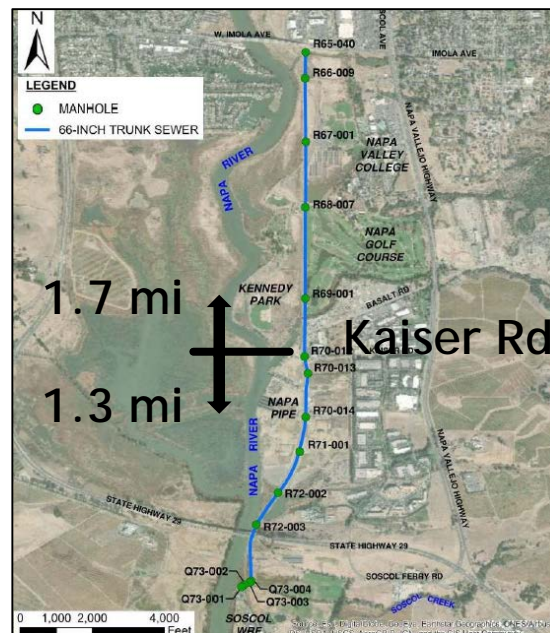 W. IMOLA AVE
SOSCOL AVE
IMOLA AVE
N
LEGEND
MANHOLE
66-INCH TRUNK SEWER
R65-040
R66-009
R67-001
NAPA
VALLEY
COLLEGE
NAPA VALLEJO HIGHWAY
NAPA RIVER
R68-007
NAPA
GOLF
COURSE
KENNEDY
PARK
R69-001
BASALT RD
1.7 mi
Kaiser Rd
R70-013
1.3 mi
NAPA
PIPE
R70-014
R71-001
NAPA RIVER
NAPA VALLEJO HIGHWAY
R72-002
STATE HIGHWAY 29
R72-003
STATE HIGHWAY 29
Q73-002
Q73-004
SOSCOL FERRY RD
Q73-001
Q73-003
SOSCOL CREEK
SOSCOL
0 1,000 2,000 4,000
Feet